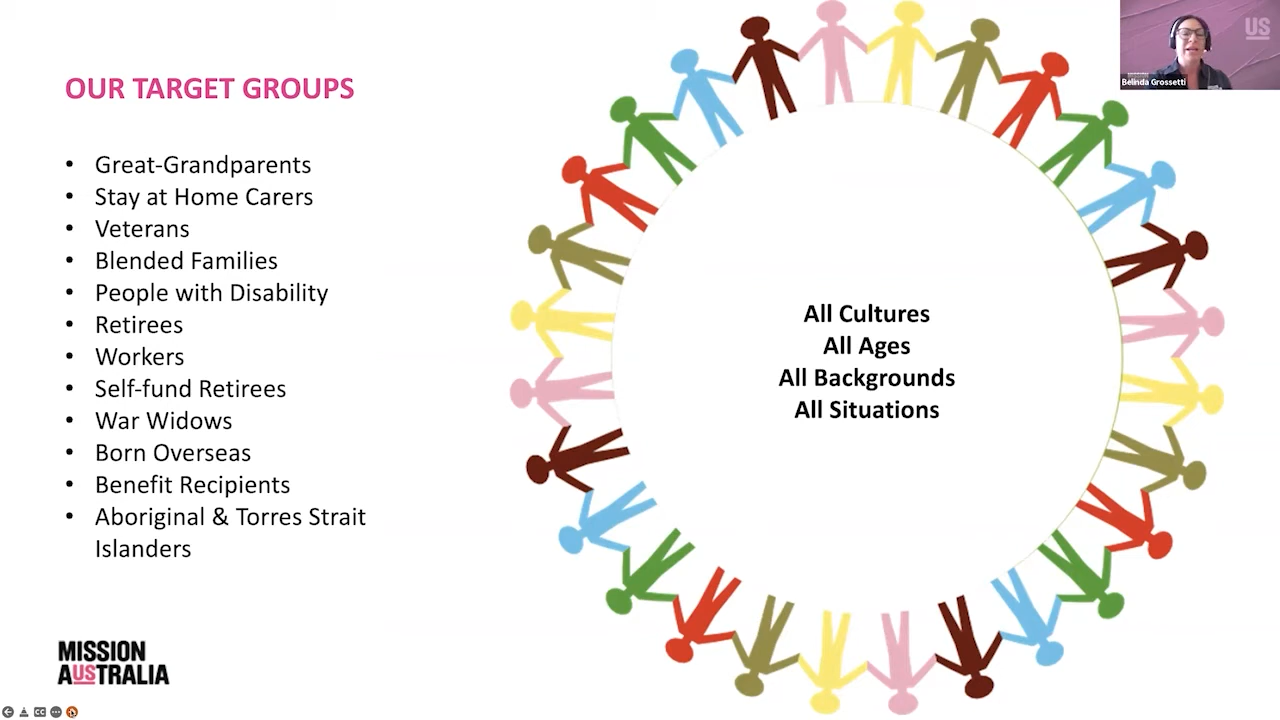 OUR TARGET GROUPS
• Great-Grandparents
• Stay at Home Carers
• Veterans
• Blended Families
• People with Disability
• Retirees
• Workers
• Self-fund Retirees
• War Widows
• Born Overseas
• Benefit Recipients
• Aboriginal & Torres Strait
Islanders
All Cultures
All Ages
All Backgrounds
All Situations
US
Belinda Grossetti
MISSION
AUSTRALIA
CC